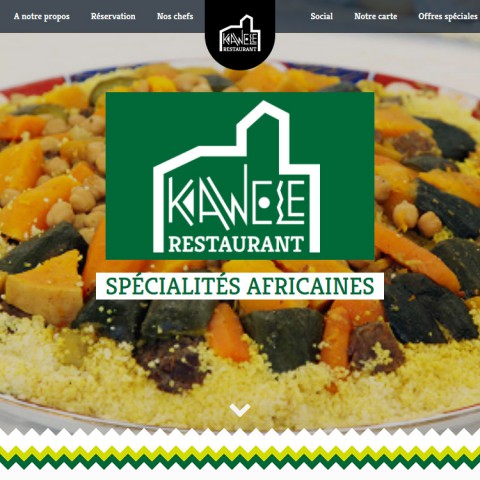 A notre propos Réservation Nos chefs Social Notre carte Offres spéciales
KAWELE
RESTAURANT
KAWELE
RESTAURANT
SPÉCIALITÉS AFRICAINES